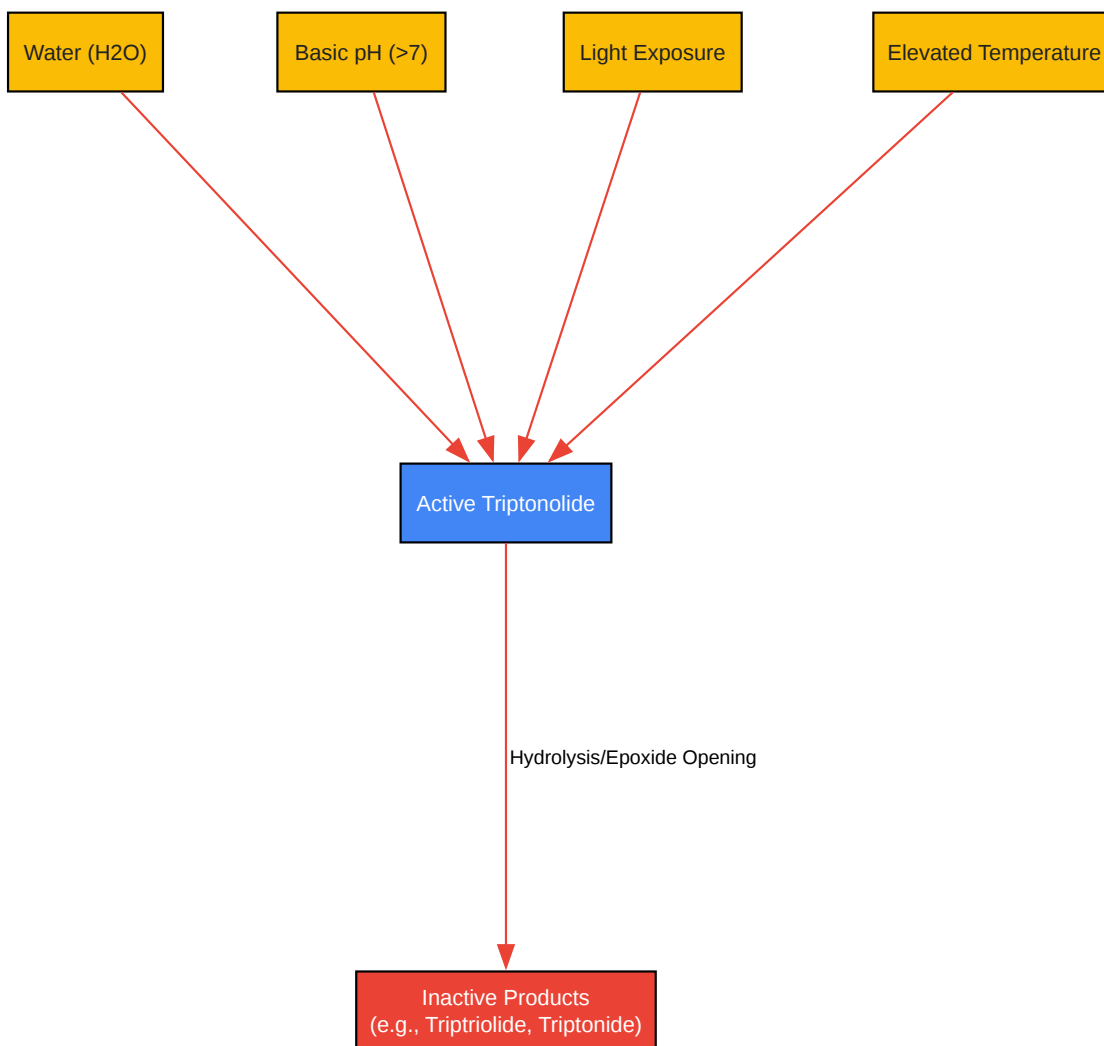 Water (H2O)
Basic pH (>7)
Light Exposure
Elevated Temperature
Active Triptonolide
Hydrolysis/Epoxide Opening
Inactive Products
(e.g., Triptriolide, Triptonide)